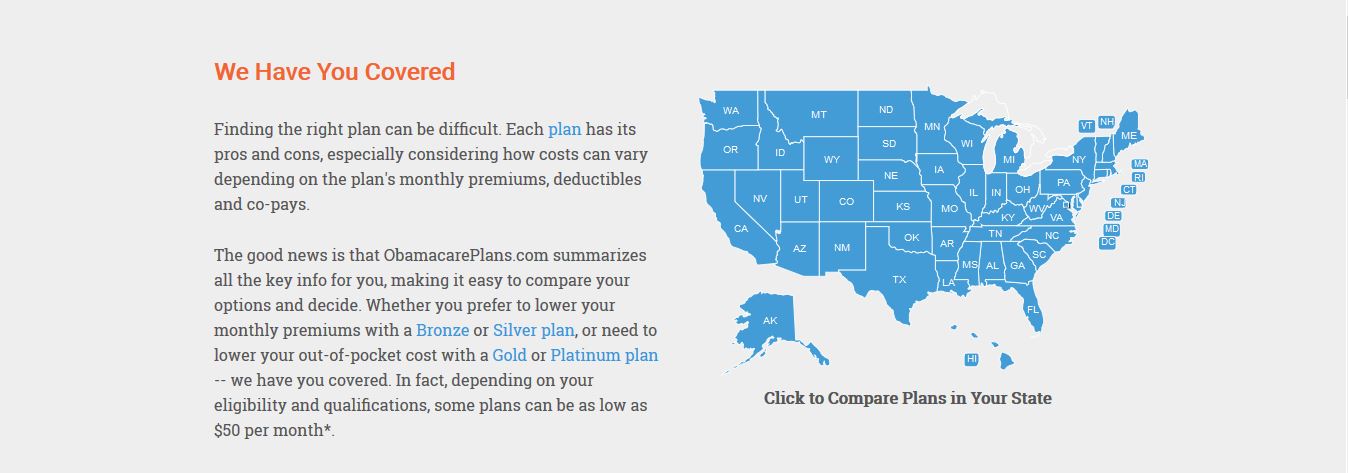 We Have You Covered
Finding the right plan can be difficult. Each plan has its
pros and cons, especially considering how costs can vary
depending on the plan's monthly premiums, deductibles
and co-pays.
The good news is that ObamacarePlans.com summarizes
all the key info for you, making it easy to compare your
options and decide. Whether you prefer to lower your
monthly premiums with a Bronze or Silver plan, or need to
lower your out-of-pocket cost with a Gold or Platinum plan
-- we have you covered. In fact, depending on your
eligibility and qualifications, some plans can be as low as
$50 per month*.
WA
MT
ND
MN
VT
NH
ME
OR
ID
WY
SD
WI
MI
NY
MA
RI
CT
NV
UT
CO
NE
IA
IL
IN
OH
PA
NJ
DE
MD
DC
CA
AZ
NM
KS
MO
KY
WV
VA
OK
AR
TN
NC
SC
TX
LA
MS
AL
GA
FL
AK
HI
Click to Compare Plans in Your State